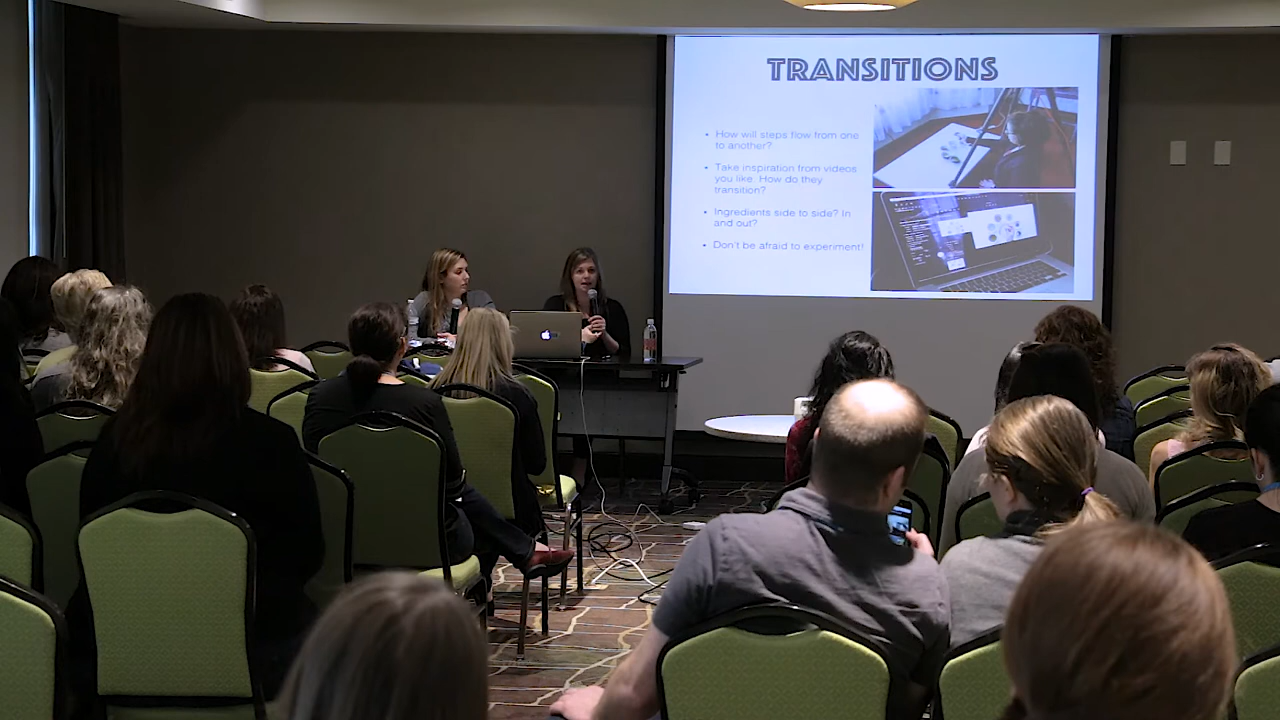 TRANSITIONS
• How will steps flow from one
to another?
• Take inspiration from videos
you like. How do they
transition?
• Ingredients side to side? In
and out?
• Don't be afraid to experiment!